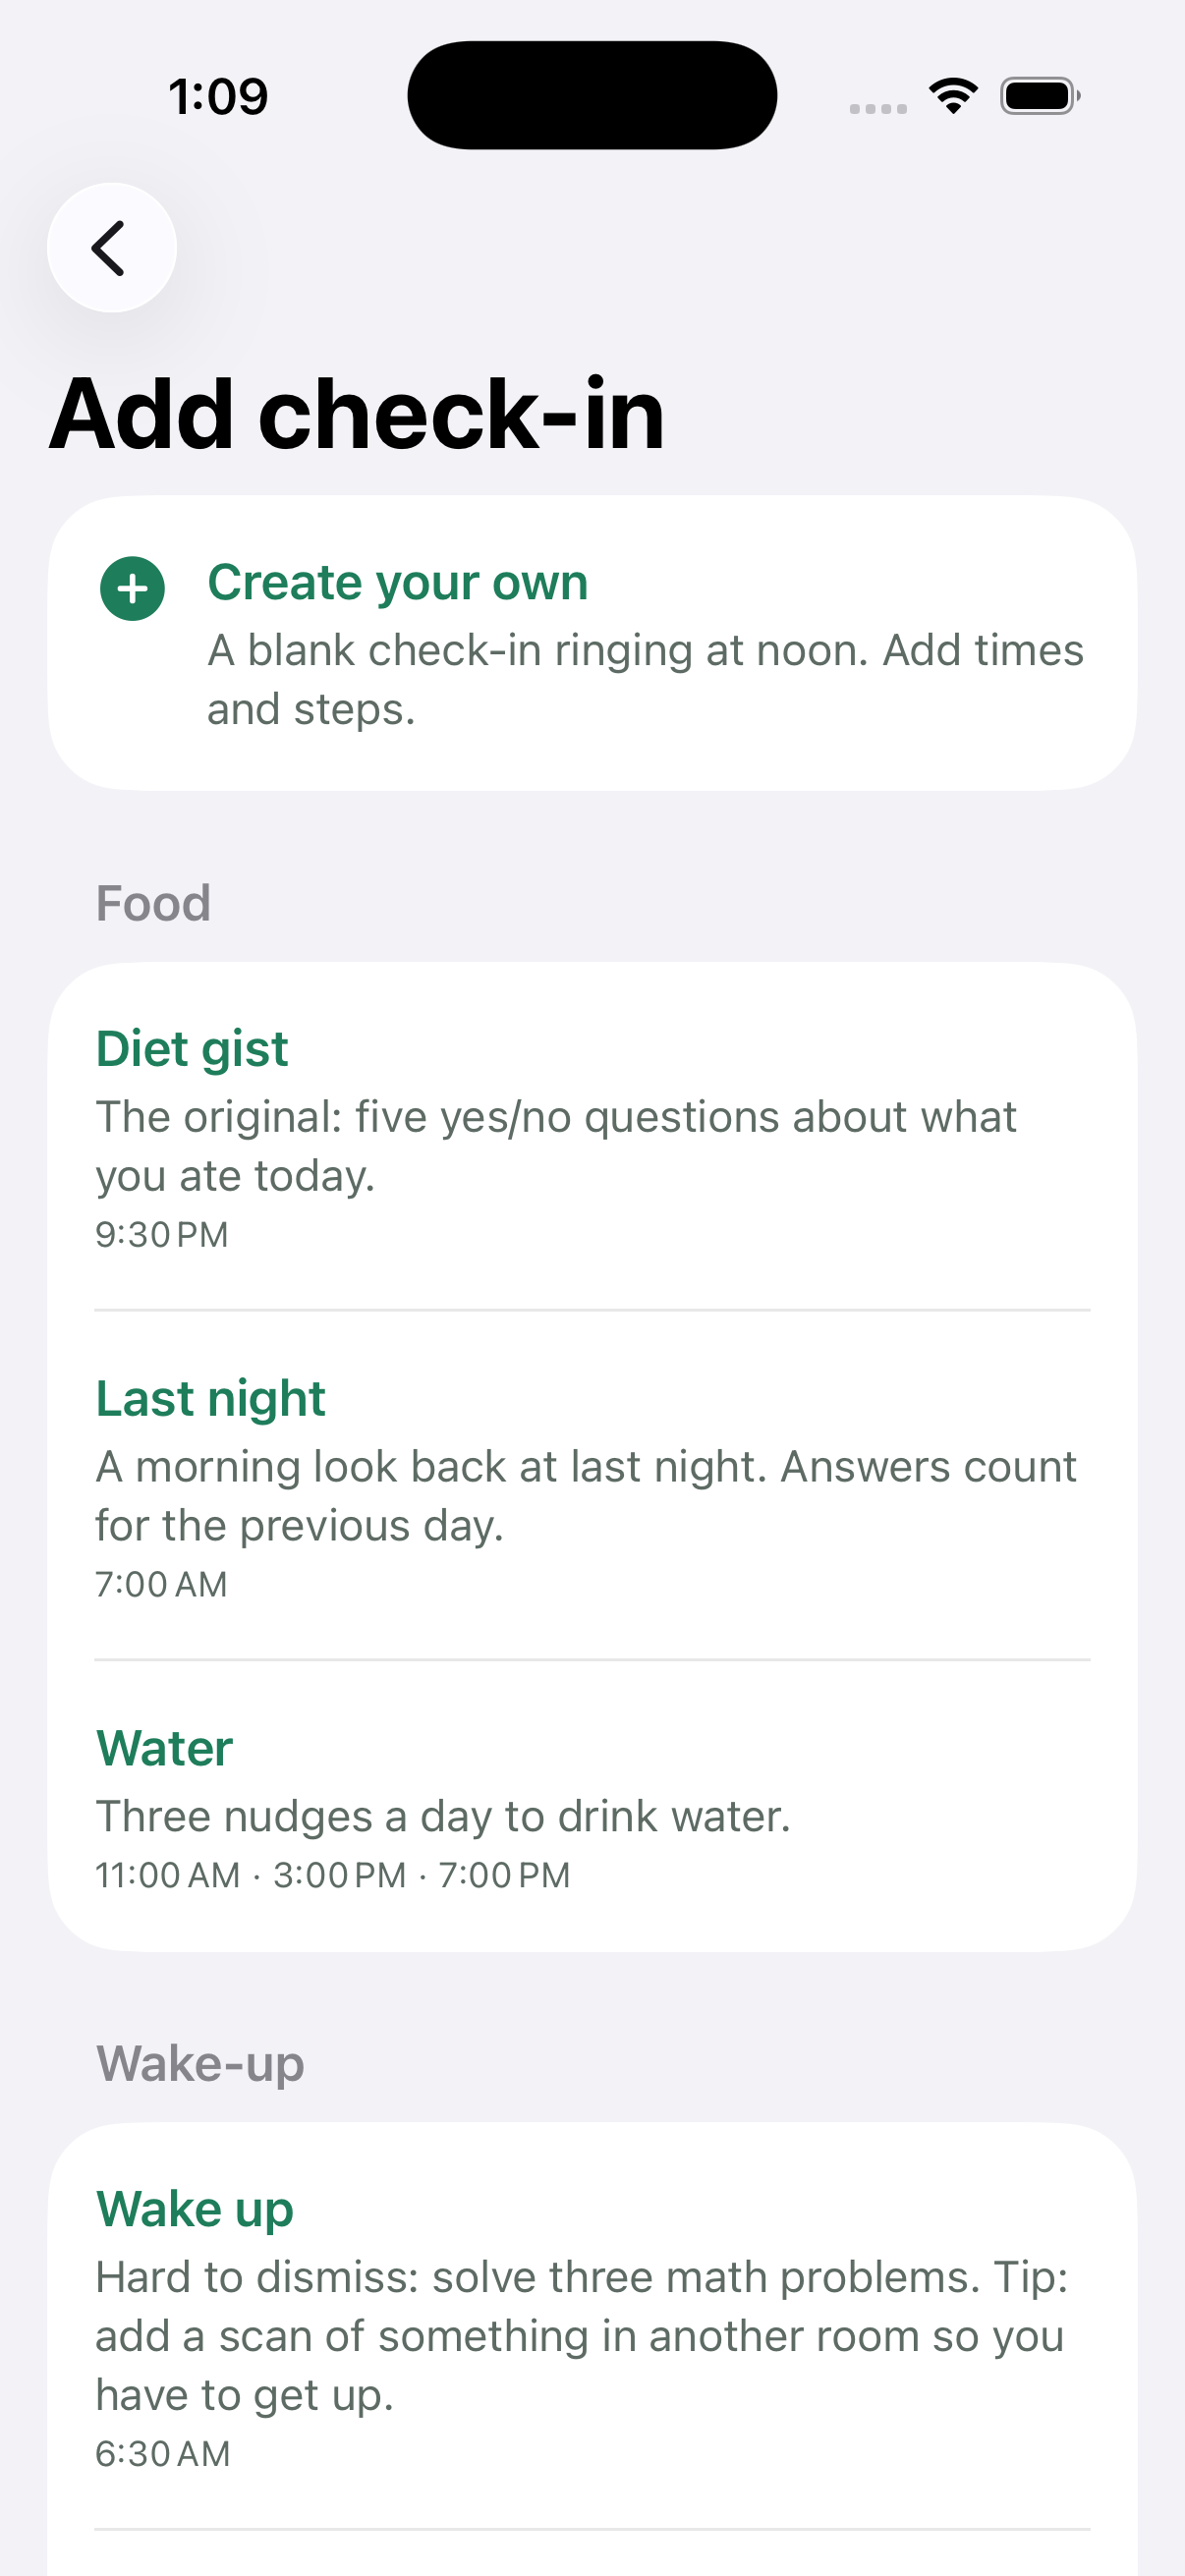 1:09
Add check-in
Create your own
A blank check-in ringing at noon. Add times
and steps.
Food
Diet gist
The original: five yes/no questions about what
you ate today.
9:30 PM
Last night
A morning look back at last night. Answers count
for the previous day.
7:00 AM
Water
Three nudges a day to drink water.
11:00 AM · 3:00 PM · 7:00 PM
Wake-up
Wake up
Hard to dismiss: solve three math problems. Tip:
add a scan of something in another room so you
have to get up.
6:30 AM